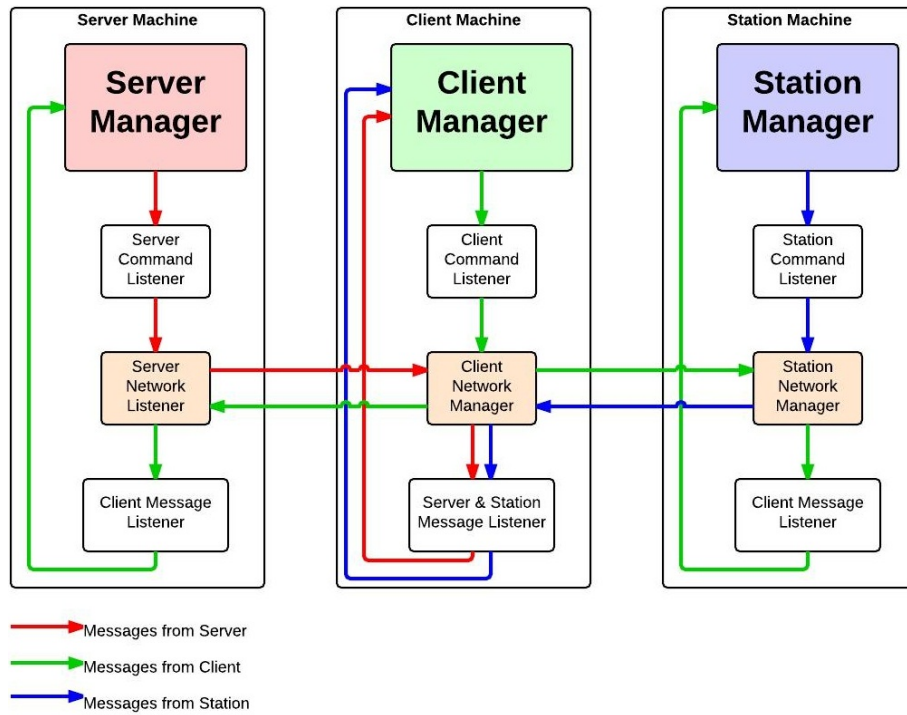 Server Machine
Server
Manager
Server
Command
Listener
Server
Network
Listener
Client Message
Listener
Client Machine
Client
Manager
Client
Command
Listener
Client
Network
Manager
Server & Station
Message Listener
Station Machine
Station
Manager
Station
Command
Listener
Station
Network
Manager
Client Message
Listener
Messages from Server
Messages from Client
Messages from Station